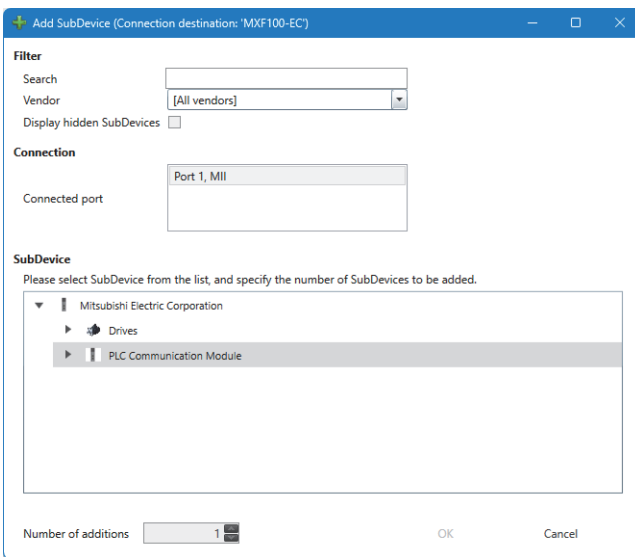 Add SubDevice (Connection destination: 'MXF100-EC')
Filter
Search
Vendor [All vendors]
Display hidden SubDevices
Connection
Port 1, MII
Connected port
SubDevice
Please select SubDevice from the list, and specify the number of SubDevices to be added.
Mitsubishi Electric Corporation
Drives
PLC Communication Module
Number of additions 1 OK Cancel